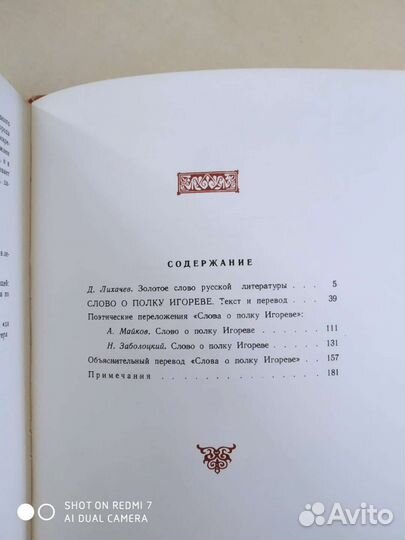 СОДЕРЖАНИЕ
Д. Лихачев. Золотое слово русской литературы . . . 5
СЛОВО О ПОЛКУ ИГОРЕВЕ. Текст и перевод . . 39
Поэтические переложения «Слова о полку Игореве»:
А. Майков. Слово о полку Игореве . . . . 111
Н. Заболоцкий. Слово о полку Игореве . . . 131
Объяснительный перевод «Слова о полку Игореве» . . 157
Примечания . . . . . . . . . . . 181
SHOT ON REDMI 7
AI DUAL CAMERA
Avito